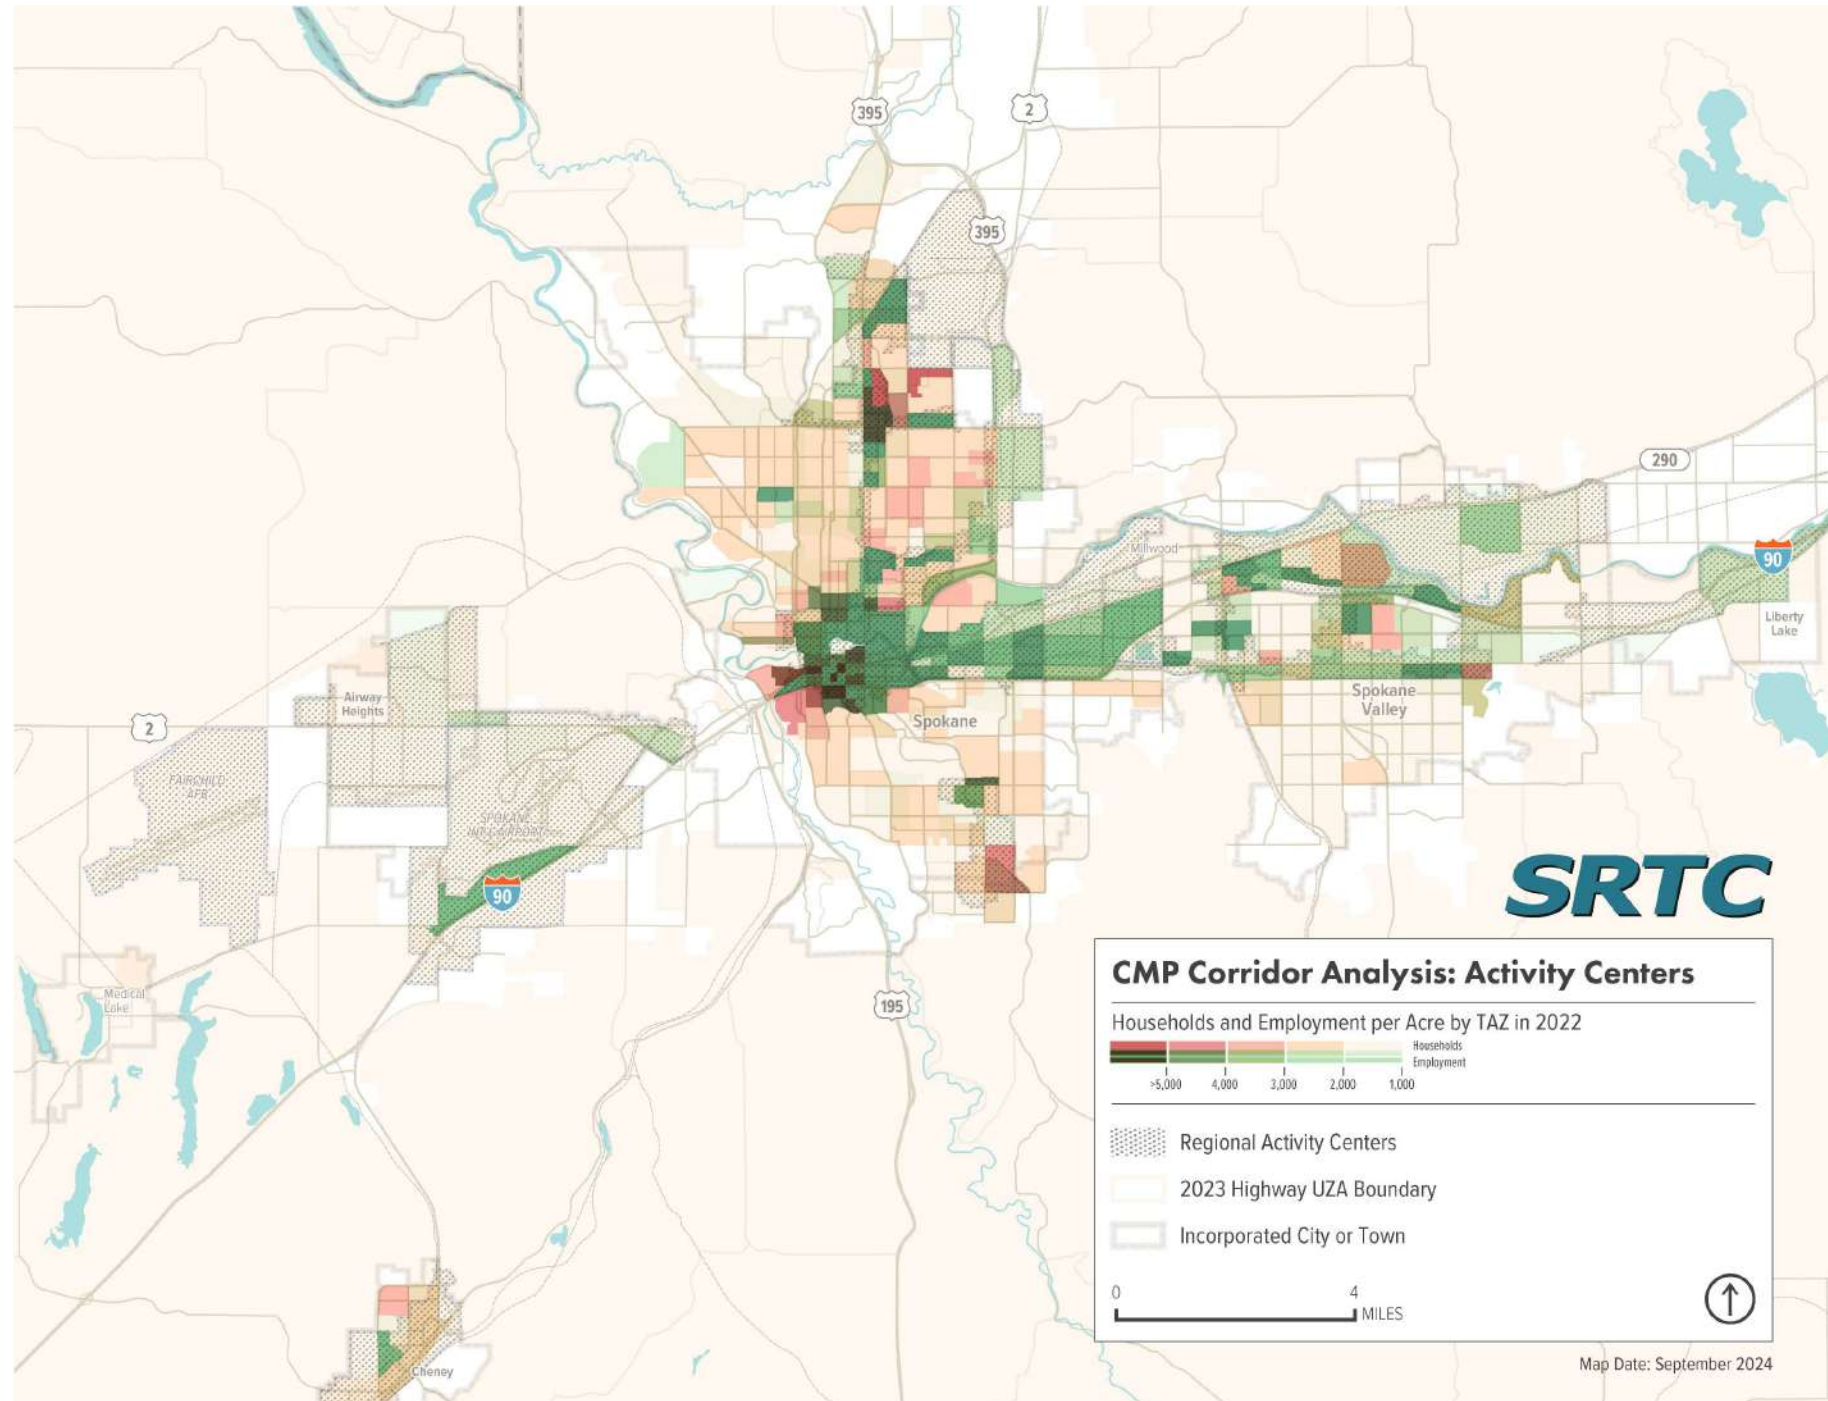 395
2
395
290
Millwood
90
Liberty
Lake
Airway
Heights
2
Spokane
Spokane
Valley
FAIRCHILD
AFB
SPOKANE
INT'L AIRPORT
90
SRTC
Medical
Lake
195
CMP Corridor Analysis: Activity Centers
Households and Employment per Acre by TAZ in 2022
Households
Employment
>5,000 4,000 3,000 2,000 1,000
Regional Activity Centers
2023 Highway UZA Boundary
Incorporated City or Town
0 4
MILES
Cheney
Map Date: September 2024